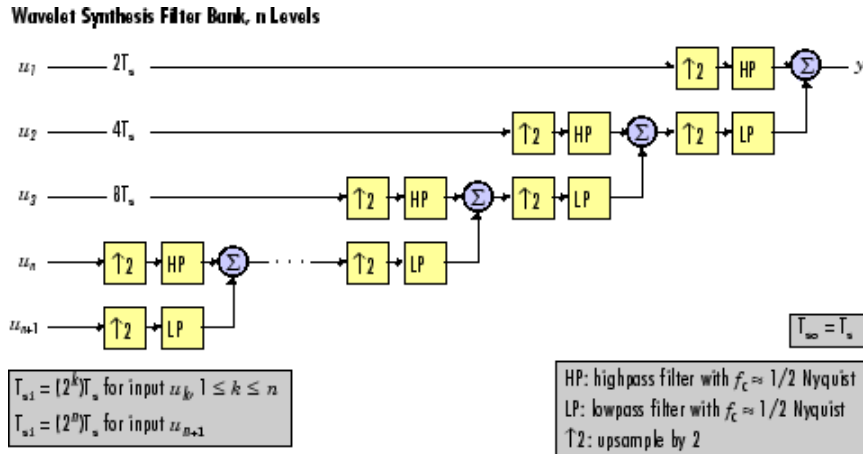 Wavelet Synthesis Filter Bank, n Levels
u1 2Ts ↑2 HP Σ y
u2 4Ts ↑2 HP Σ ↑2 LP
u3 8Ts ↑2 HP Σ ↑2 LP
un ↑2 HP Σ · · · ↑2 LP
un+1 ↑2 LP
Tso = Ts
Tsi = (2^k)Ts for input uk, 1 ≤ k ≤ n
Tsi = (2^n)Ts for input un+1
HP: highpass filter with fc ≈ 1/2 Nyquist
LP: lowpass filter with fc ≈ 1/2 Nyquist
↑2: upsample by 2